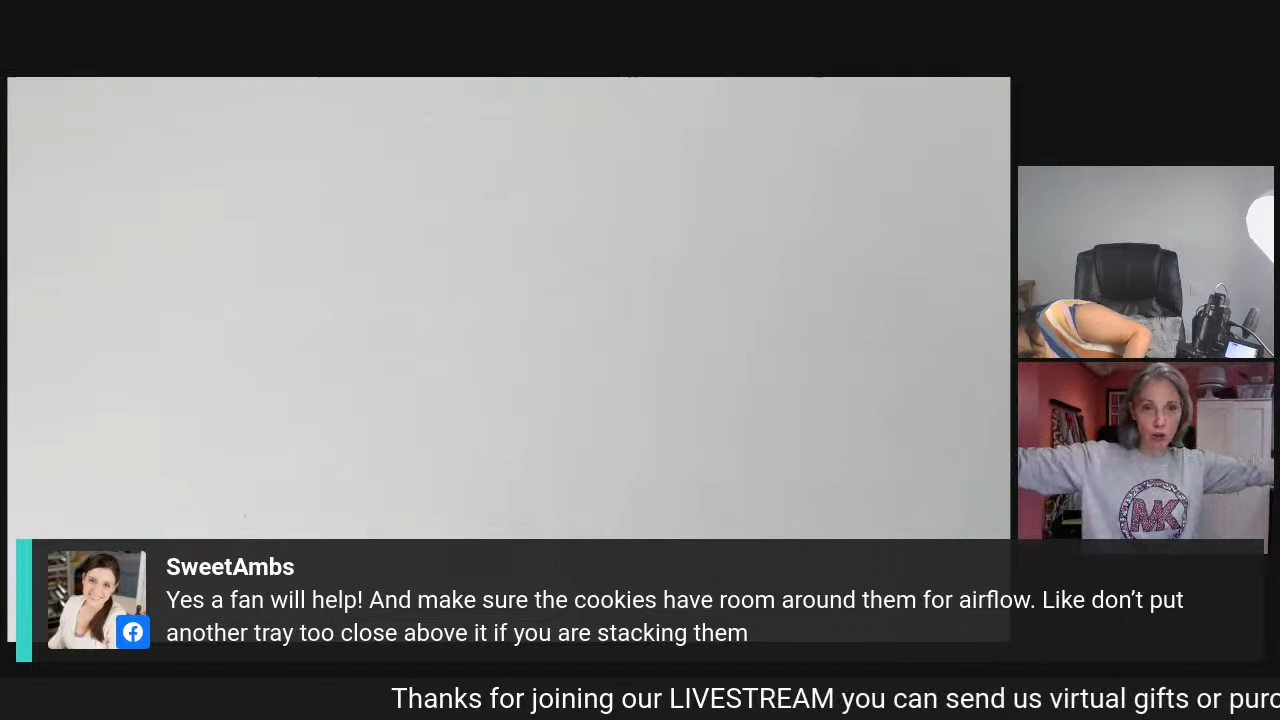 MK
SweetAmbs
Yes a fan will help! And make sure the cookies have room around them for airflow. Like don’t put
another tray too close above it if you are stacking them
Thanks for joining our LIVESTREAM you can send us virtual gifts or purc